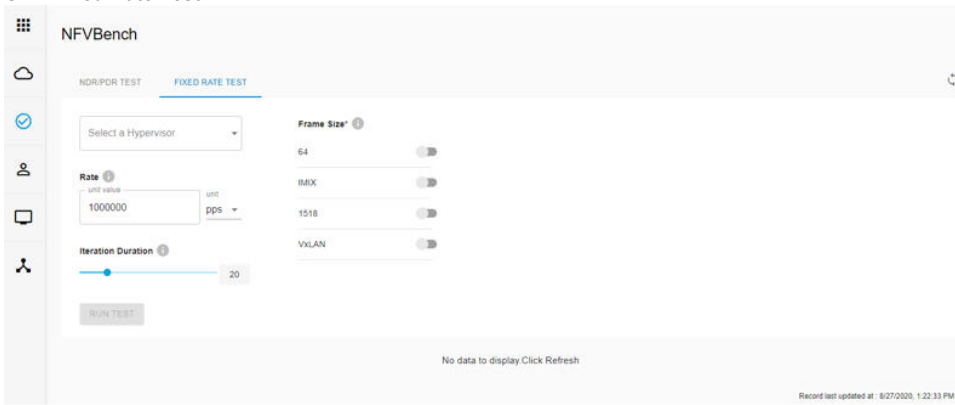 NFVBench
NDR/PDR TEST FIXED RATE TEST
Select a Hypervisor
Rate
unit value
1000000
unit
pps
Iteration Duration
20
RUN TEST
Frame Size*
64
IMIX
1518
VxLAN
No data to display.Click Refresh
Record last updated at : 8/27/2020, 1:22:33 PM